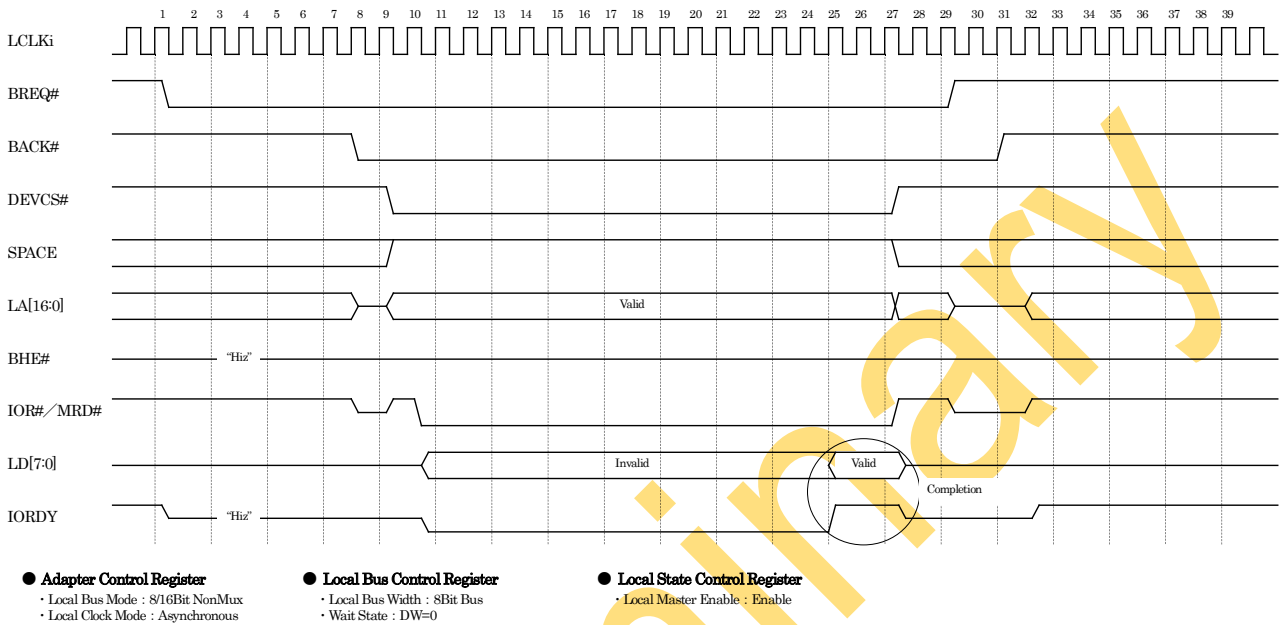 1 2 3 4 5 6 7 8 9 10 11 12 13 14 15 16 17 18 19 20 21 22 23 24 25 26 27 28 29 30 31 32 33 34 35 36 37 38 39
LCLKi
BREQ#
BACK#
DEVCS#
SPACE
LA[16:0] Valid
BHE# “Hiz”
IOR#／MRD#
LD[7:0] Invalid Valid
Completion
IORDY “Hiz”
● Adapter Control Register ● Local Bus Control Register ● Local State Control Register
・Local Bus Mode : 8/16Bit NonMux ・Local Bus Width : 8Bit Bus ・Local Master Enable : Enable
・Local Clock Mode : Asynchronous ・Wait State : DW=0
inary